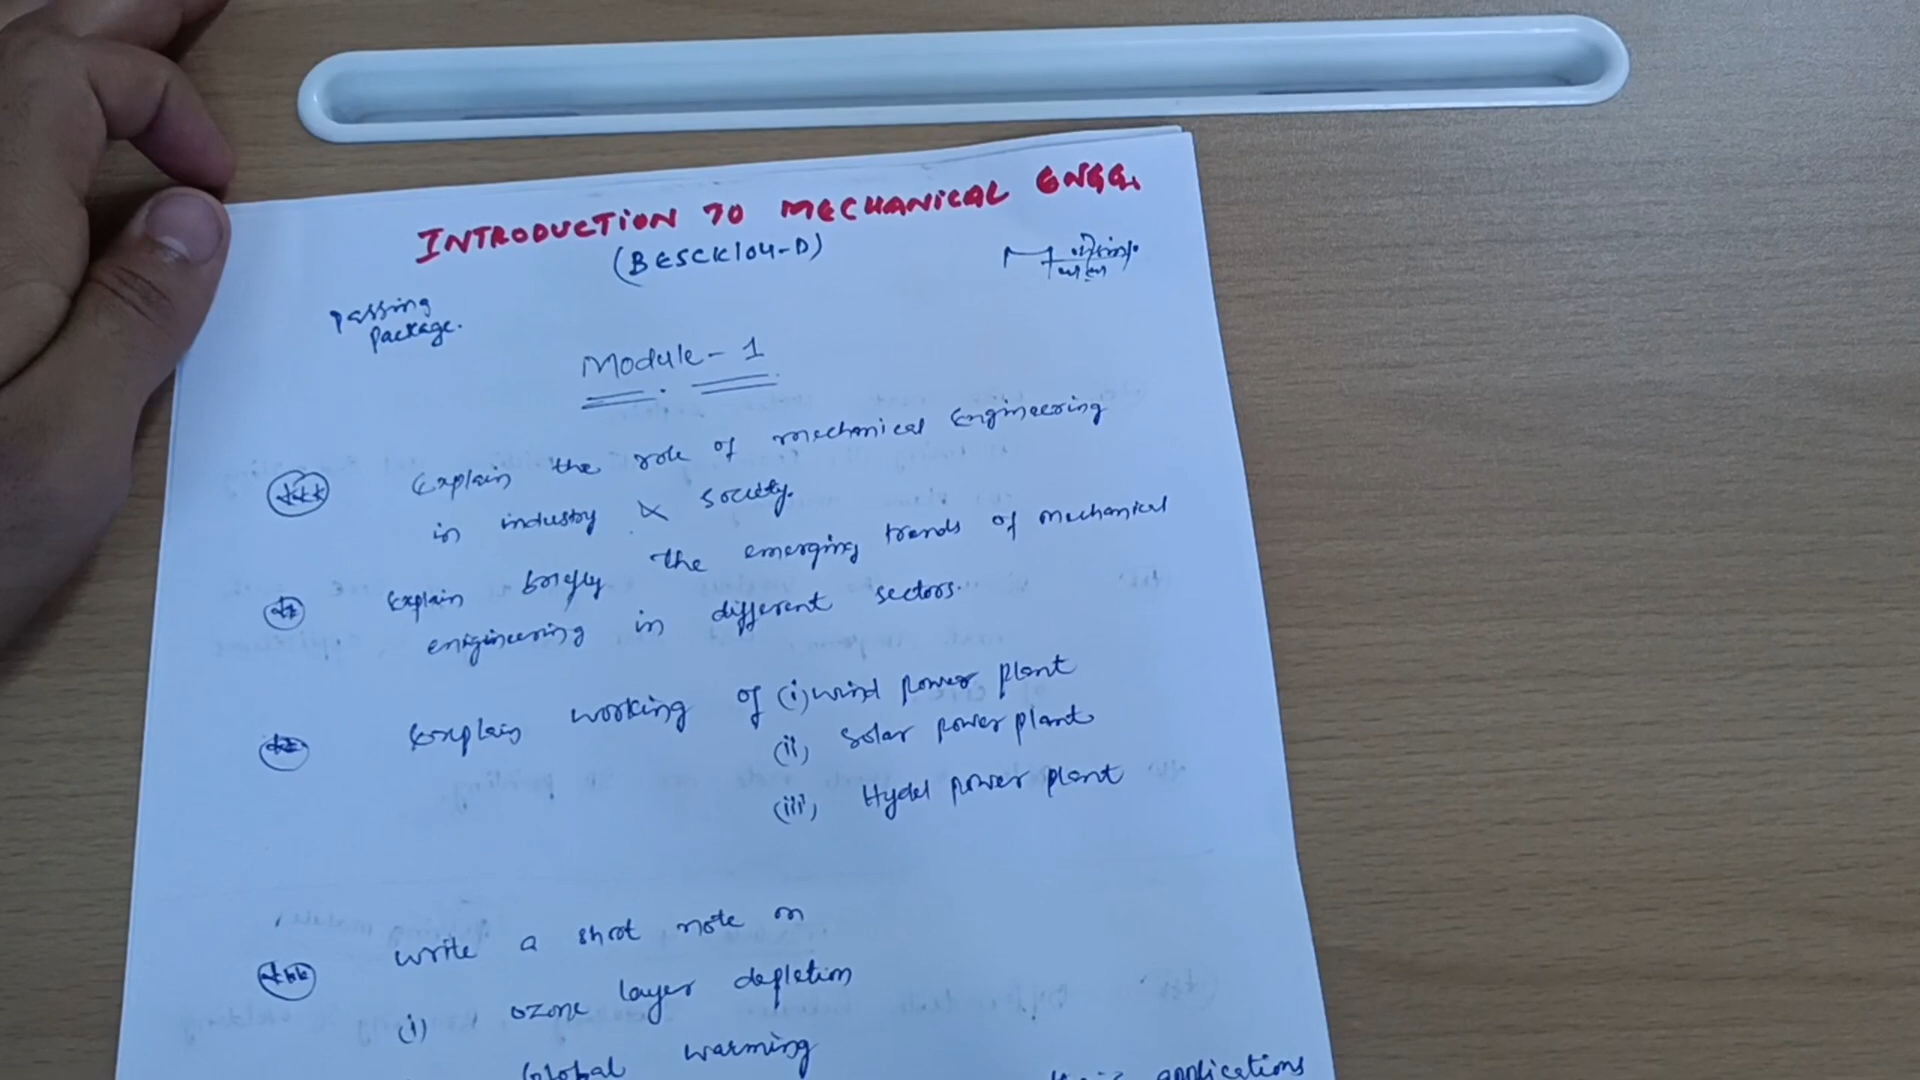 INTRODUCTION TO MECHANICAL ENGG.
(BESCK104-D)
Passing
Package.
Module - 1
Explain the role of mechanical Engineering
in industry & society.
Explain briefly the emerging trends of mechanical
enigineering in different sectors.
Explain working of (i) wind power plant
(ii) Solar power plant
(iii) Hydel power plant
write a shot note on
(i) ozone layer depletion
Global warming
applications